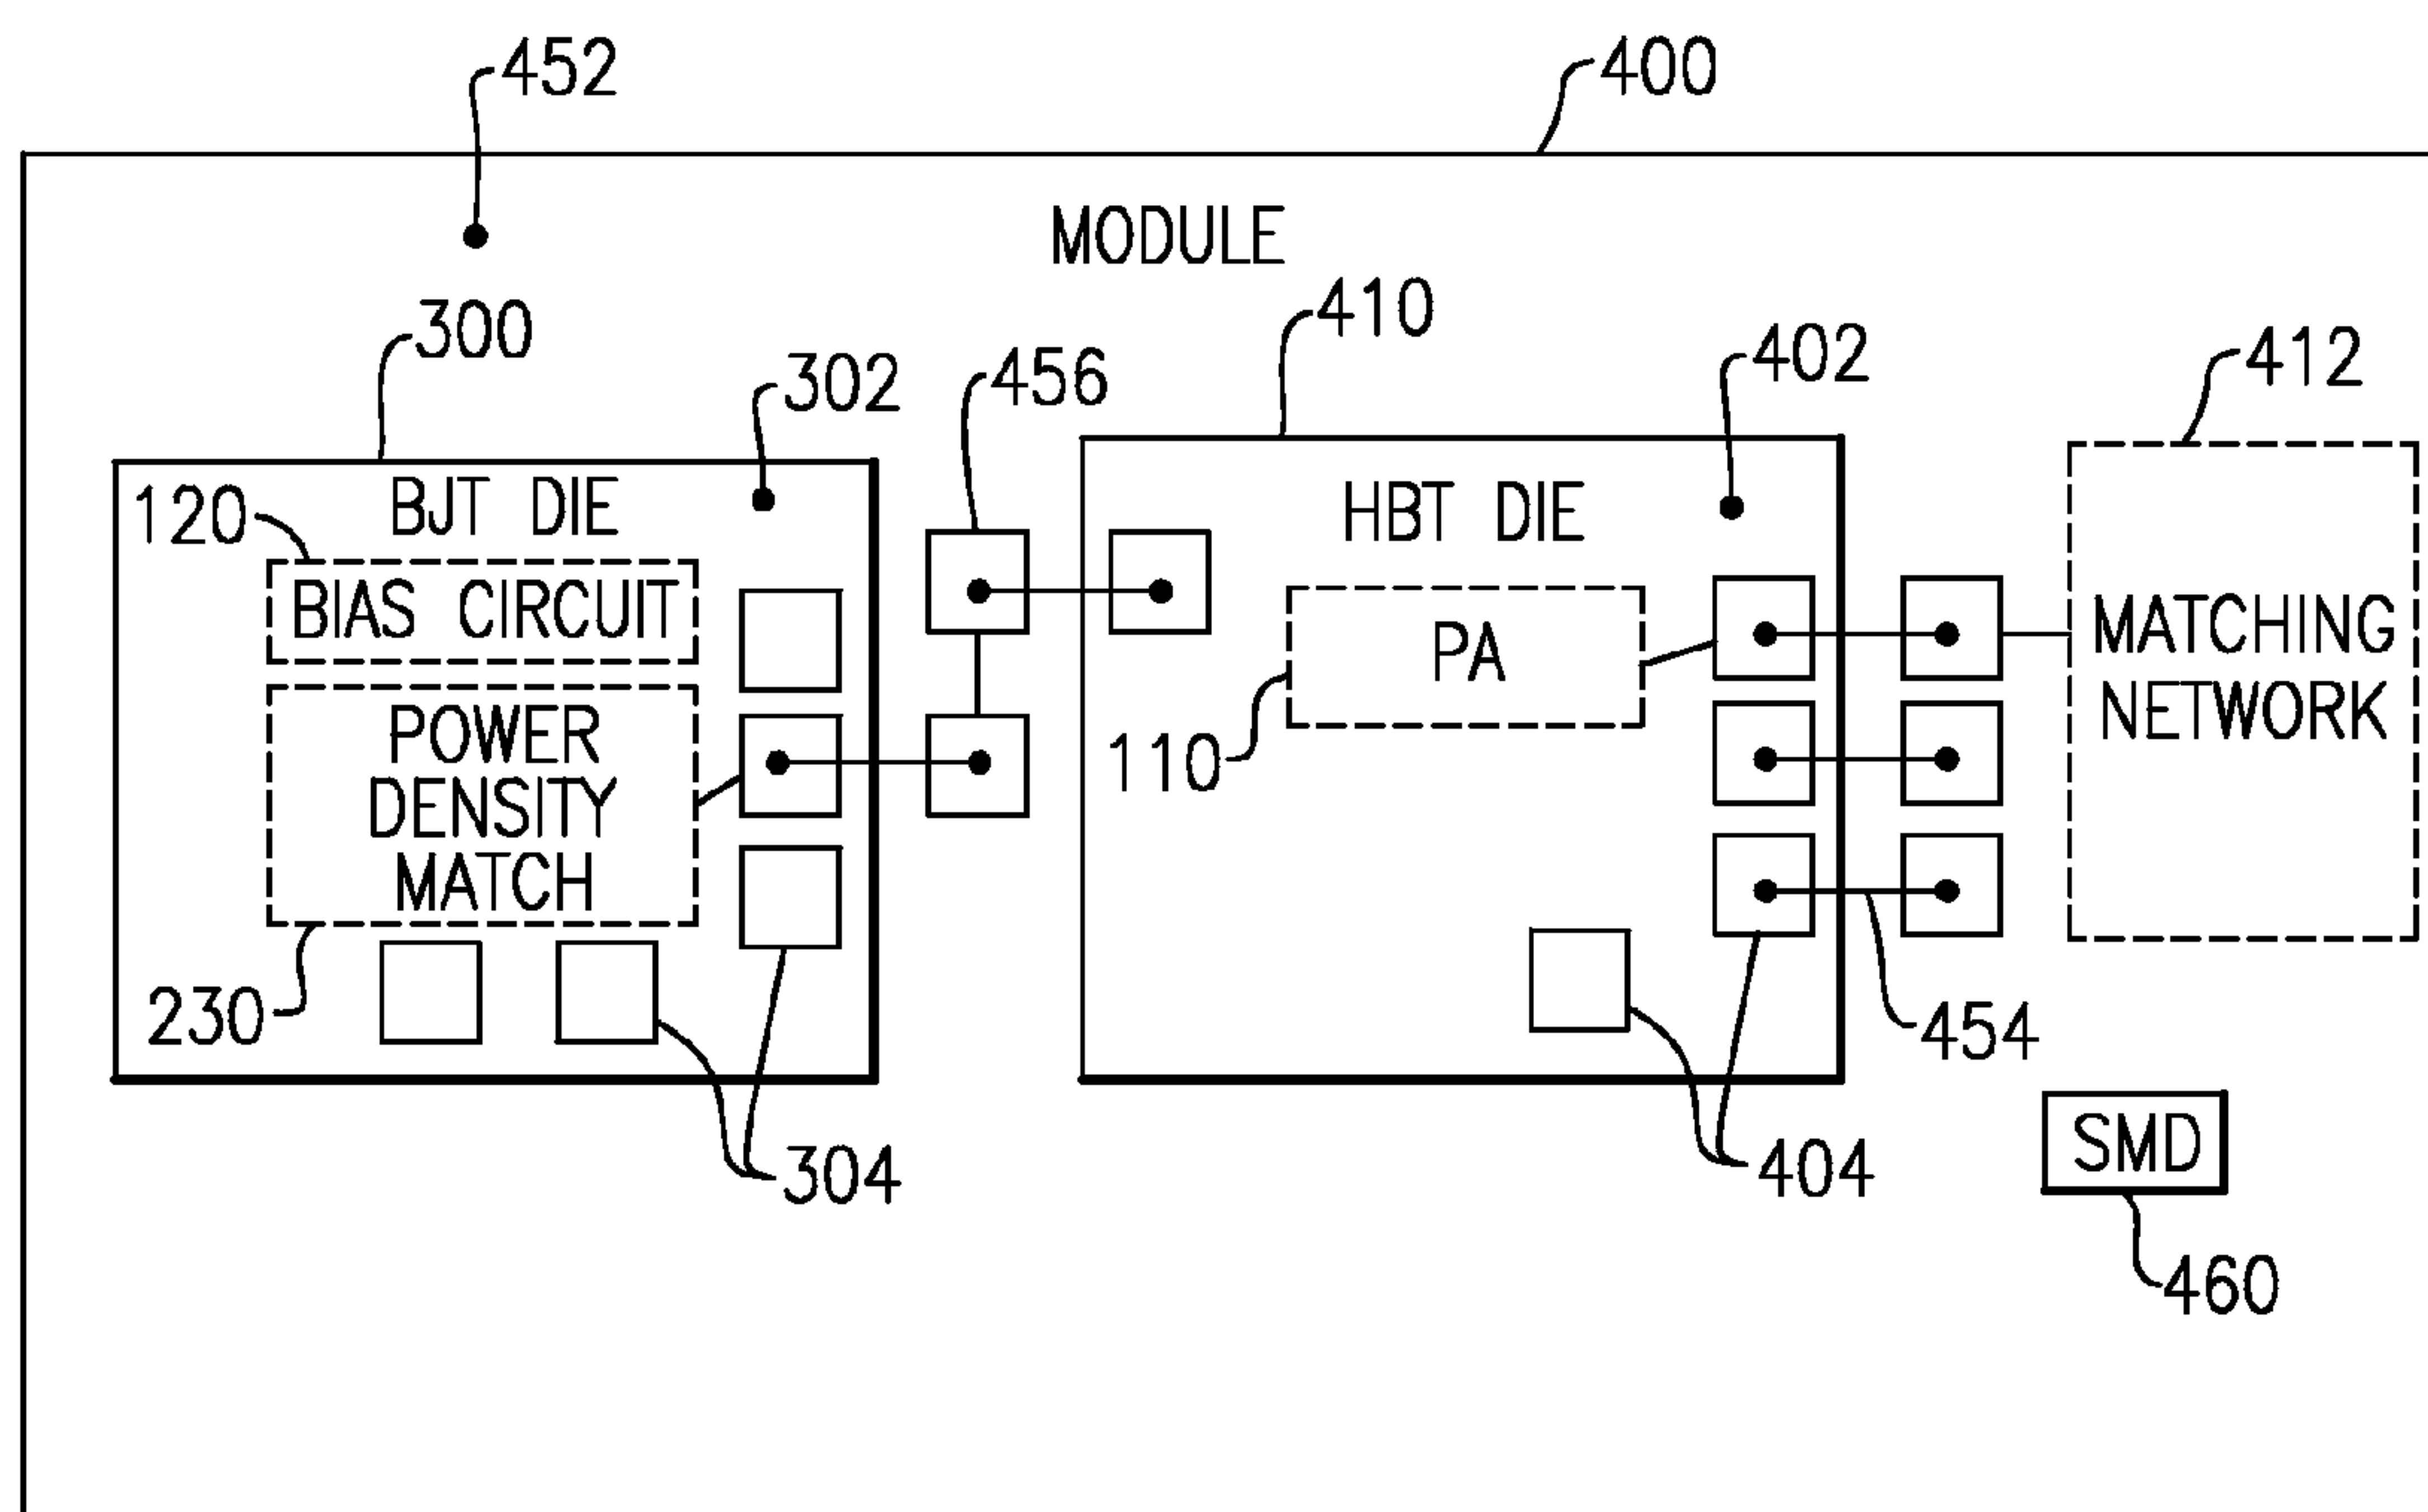 452
400
MODULE
300
302
456
410
402
412
120
BJT DIE
BIAS CIRCUIT
POWER
DENSITY
MATCH
230
304
HBT DIE
PA
110
404
454
MATCHING
NETWORK
SMD
460